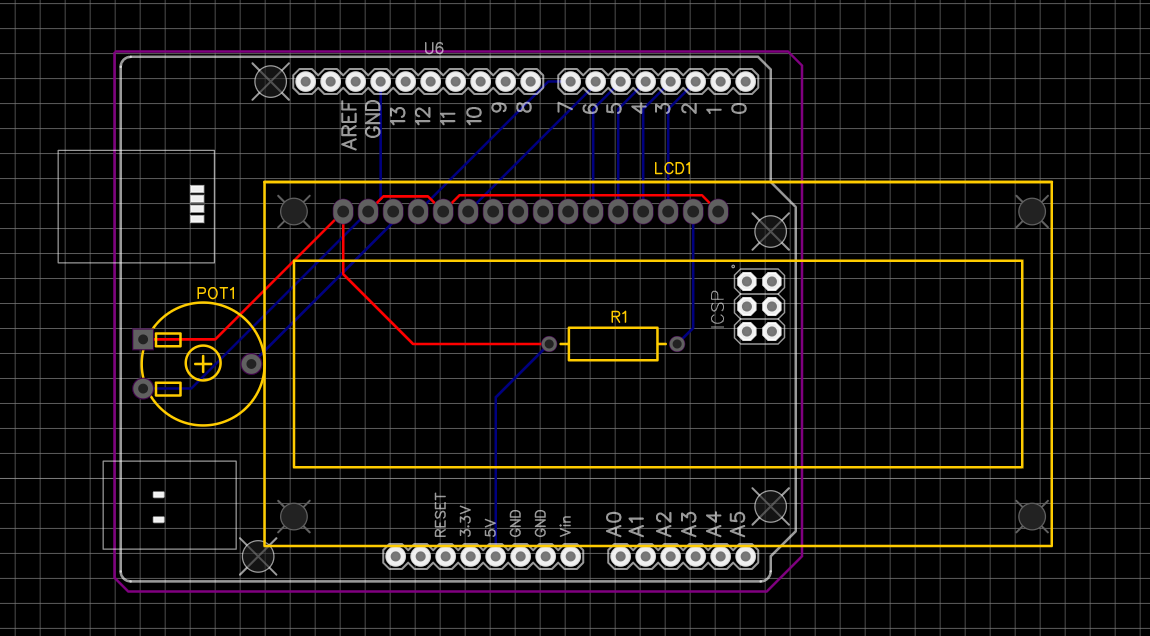 U6
AREF
GND
13
12
11
10
9
8
7
6
5
4
3
2
1
0
LCD1
POT1
ICSP
R1
RESET
3.3V
5V
GND
GND
Vin
A0
A1
A2
A3
A4
A5